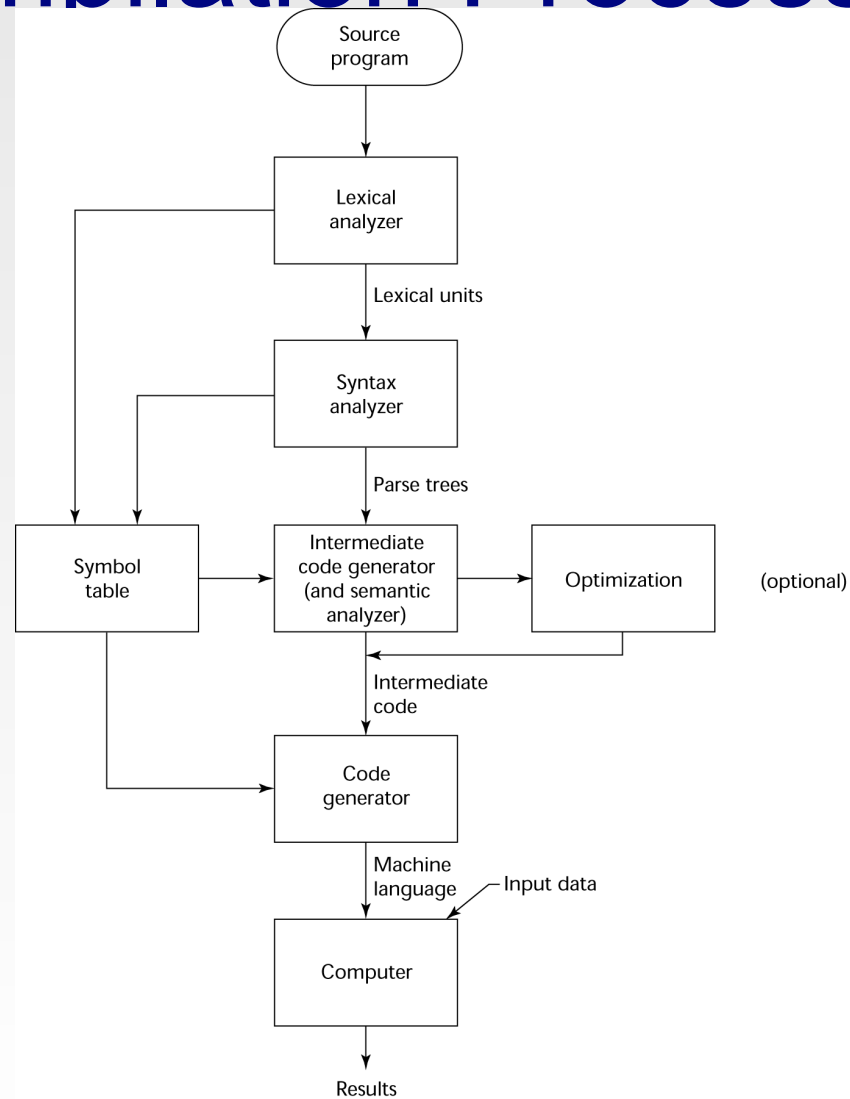 Source
program
Lexical
analyzer
Lexical units
Syntax
analyzer
Parse trees
Symbol
table
Intermediate
code generator
(and semantic
analyzer)
Optimization
(optional)
Intermediate
code
Code
generator
Machine
language
Input data
Computer
Results